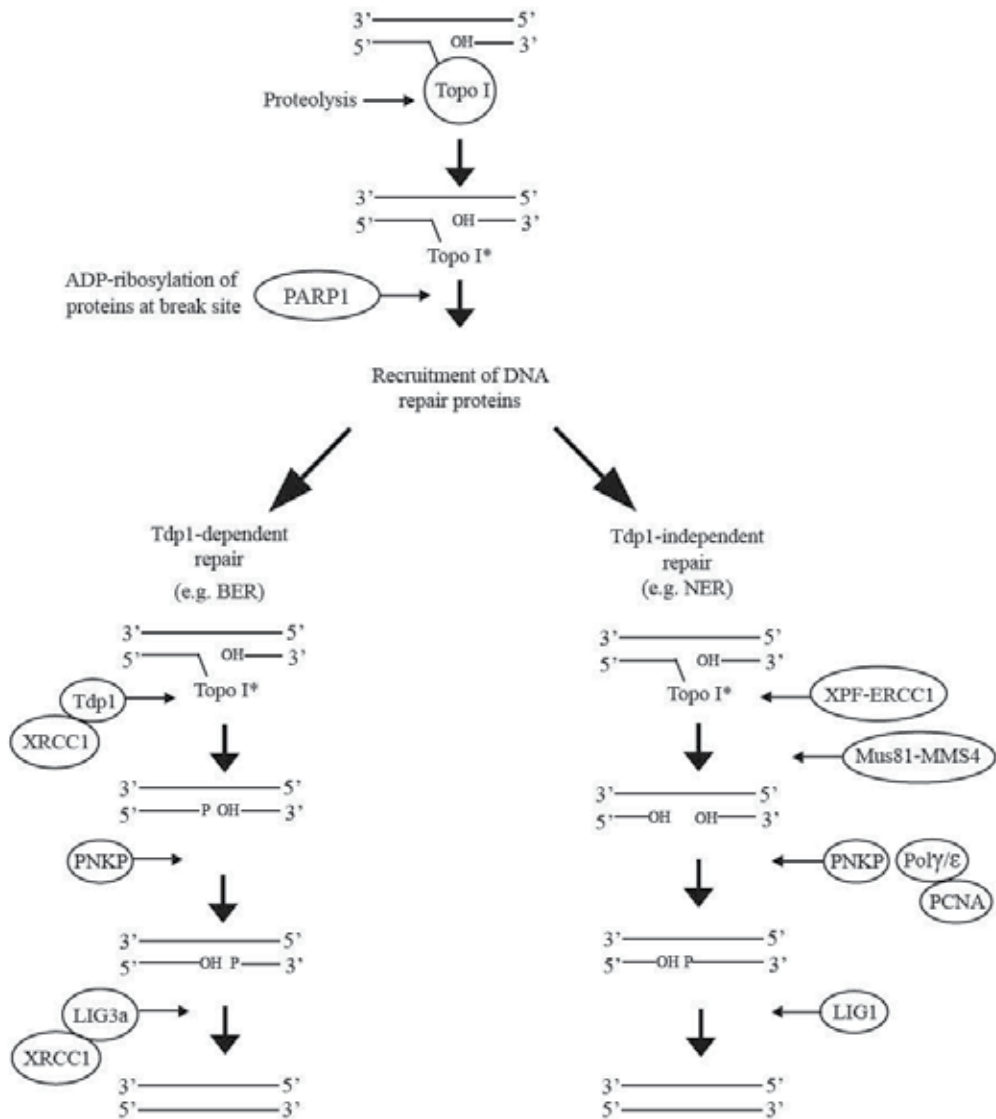 3’ 5’
5’ OH 3’
Topo I
Proteolysis
3’ 5’
5’ OH 3’
Topo I*
ADP-ribosylation of
proteins at break site
PARP1
Recruitment of DNA
repair proteins
Tdp1-dependent
repair
(e.g. BER)
3’ 5’
5’ OH 3’
Topo I*
Tdp1
XRCC1
3’ 5’
5’ P OH 3’
PNKP
3’ 5’
5’ OH P 3’
LIG3a
XRCC1
3’ 5’
5’ 3’
Tdp1-independent
repair
(e.g. NER)
3’ 5’
5’ OH 3’
Topo I*
XPF-ERCC1
Mus81-MMS4
3’ 5’
5’ OH OH 3’
PNKP Polγ/ε
PCNA
3’ 5’
5’ OH P 3’
LIG1
3’ 5’
5’ 3’